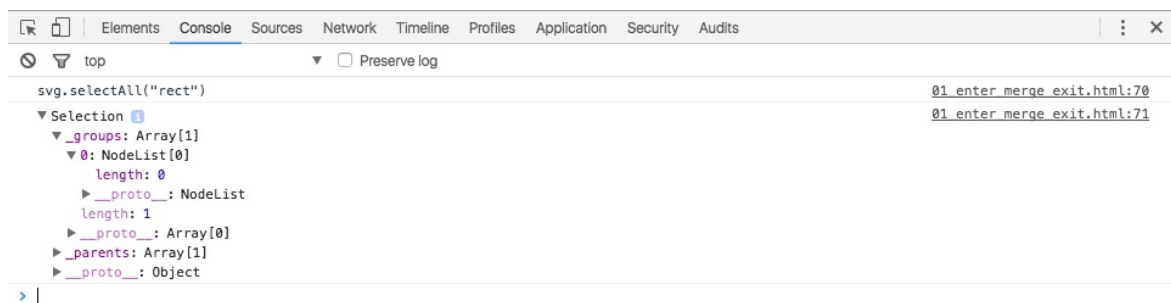 Elements Console Sources Network Timeline Profiles Application Security Audits
top Preserve log
svg.selectAll("rect") 01_enter_merge_exit.html:70
Selection 01_enter_merge_exit.html:71
_groups: Array[1]
0: NodeList[0]
length: 0
__proto__: NodeList
length: 1
__proto__: Array[0]
_parents: Array[1]
__proto__: Object